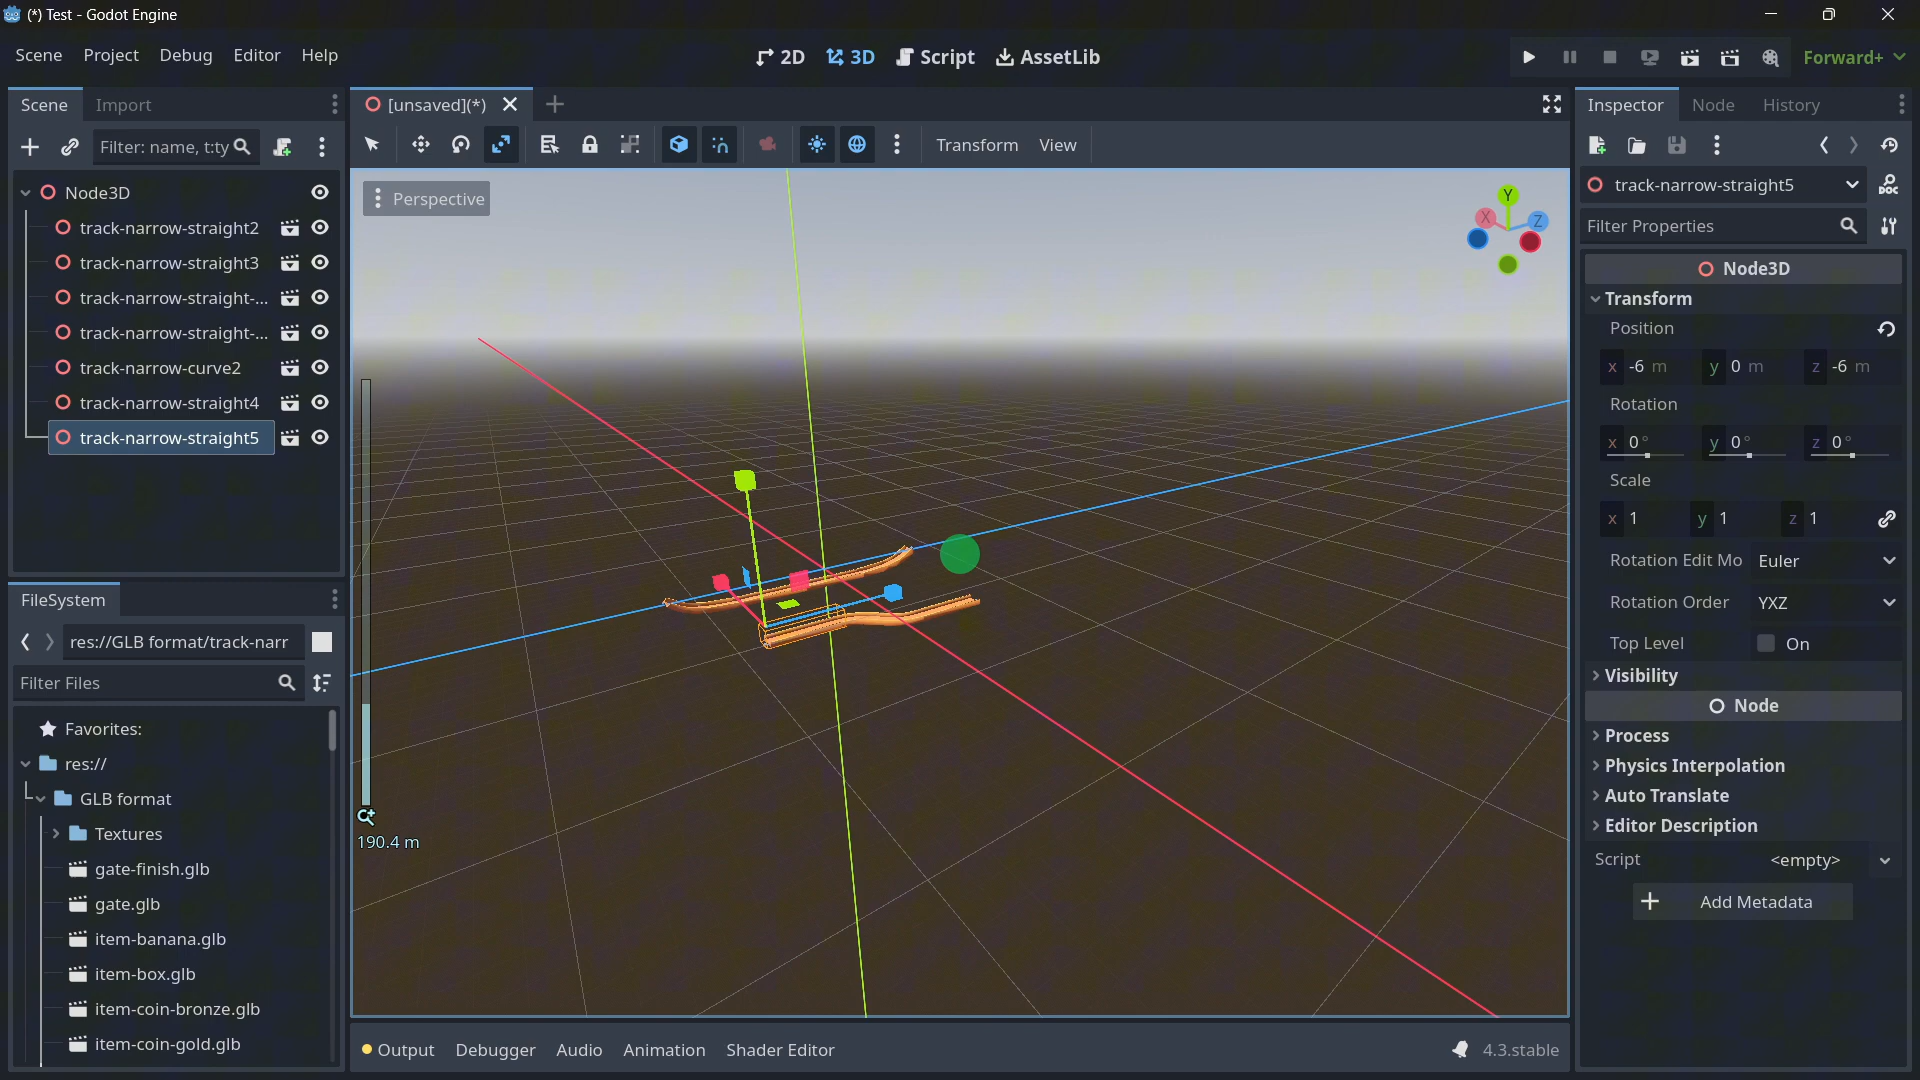 (*) Test - Godot Engine
Scene Project Debug Editor Help
2D 3D Script AssetLib
Forward+
Scene Import
[unsaved](*)
Inspector Node History
Filter: name, t:ty
Transform View
track-narrow-straight5
Filter Properties
Node3D
track-narrow-straight2
track-narrow-straight3
track-narrow-straight-...
track-narrow-straight-...
track-narrow-curve2
track-narrow-straight4
track-narrow-straight5
Perspective
Y
X
Z
190.4 m
Node3D
Transform
Position
x -6 m y 0 m z -6 m
Rotation
x 0° y 0° z 0°
Scale
x 1 y 1 z 1
Rotation Edit Mo Euler
Rotation Order YXZ
Top Level On
Visibility
Node
Process
Physics Interpolation
Auto Translate
Editor Description
Script <empty>
Add Metadata
FileSystem
res://GLB format/track-narr
Filter Files
Favorites:
res://
GLB format
Textures
gate-finish.glb
gate.glb
item-banana.glb
item-box.glb
item-coin-bronze.glb
item-coin-gold.glb
Output Debugger Audio Animation Shader Editor
4.3.stable